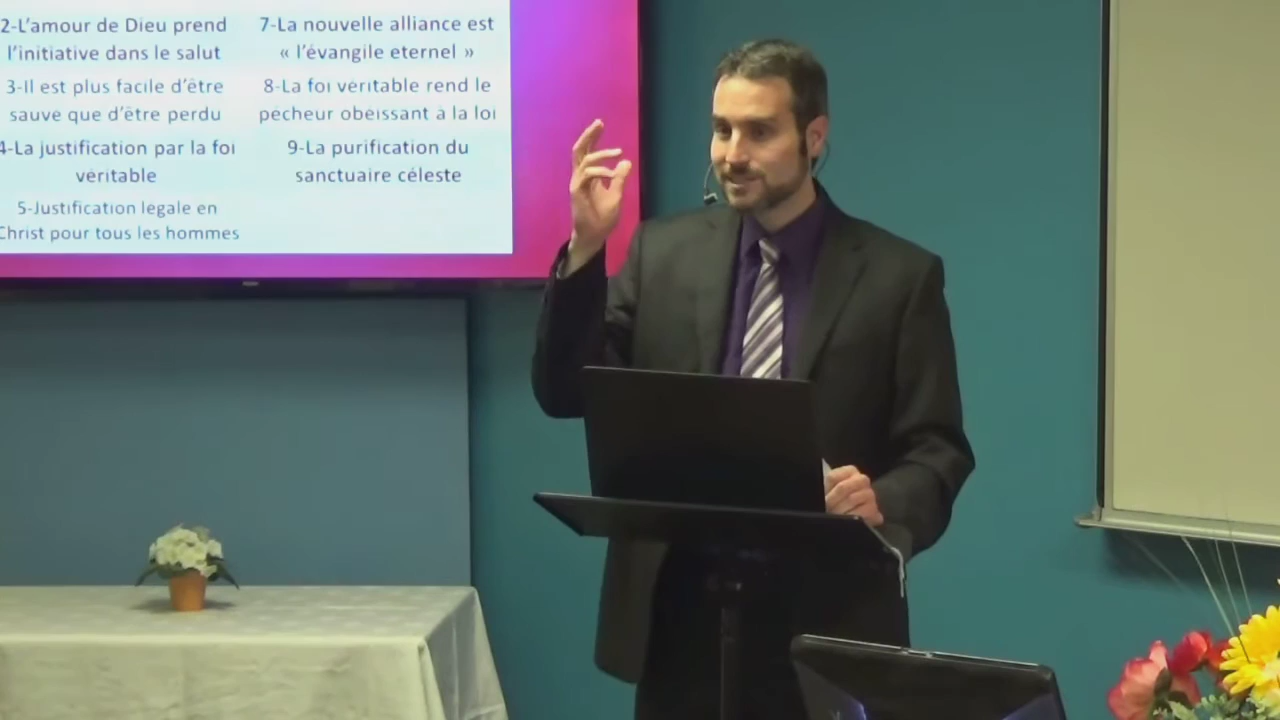 2-L'amour de Dieu prend
l'initiative dans le salut
3-Il est plus facile d'être
sauve que d'être perdu
4-La justification par la foi
veritable
5-Justification legale en
Christ pour tous les hommes
7-La nouvelle alliance est
« l'évangile eternel »
8-La foi veritable rend le
pecheur obeissant à la loi
9-La purification du
sanctuaire céleste